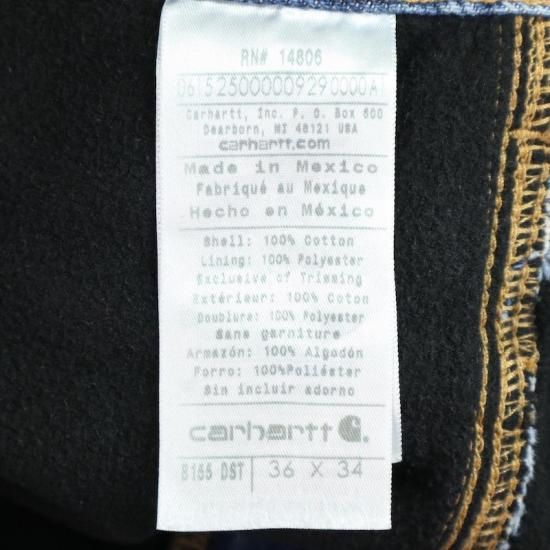 RN# 14806
061525000009290000A1
Carhartt, Inc. P. O. Box 600
Dearborn, MI 48121 USA
carhartt.com
Made in Mexico
Fabriqué au Mexique
Hecho en México
Shell: 100% Cotton
Lining: 100% Polyester
Exclusive of Trimming
Extérieur: 100% Coton
Doublure: 100% Polyester
Sans garniture
Armazón: 100% Algodón
Forro: 100%Poliéster
Sin incluir adorno
carhartt
B155 DST 36 X 34